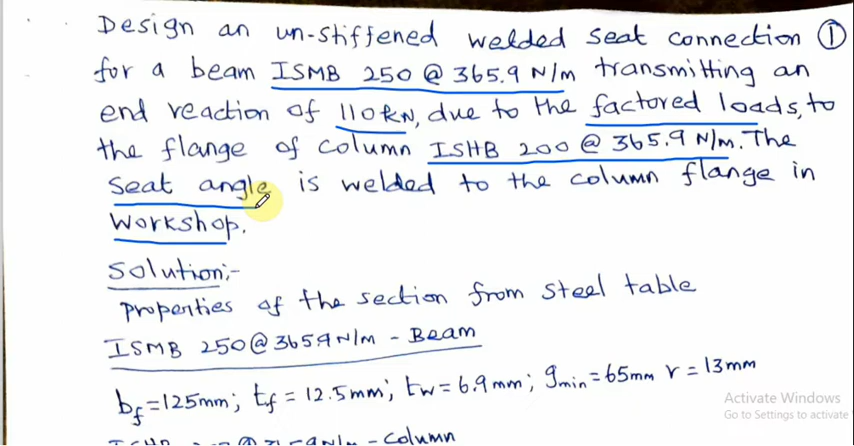 Design an un-stiffened welded seat connection ①
for a beam ISMB 250 @ 365.9 N/m transmitting an
end reaction of 110kN, due to the factored loads, to
the flange of column ISHB 200 @ 365.9 N/m. The
seat angle is welded to the column flange in
workshop.
Solution;-
properties of the section from steel table
ISMB 250@3659N/m - Beam
bf=125mm; tf = 12.5mm; tw=6.9mm; gmin=65mm r = 13mm
Activate Windows
Go to Settings to activate
- column